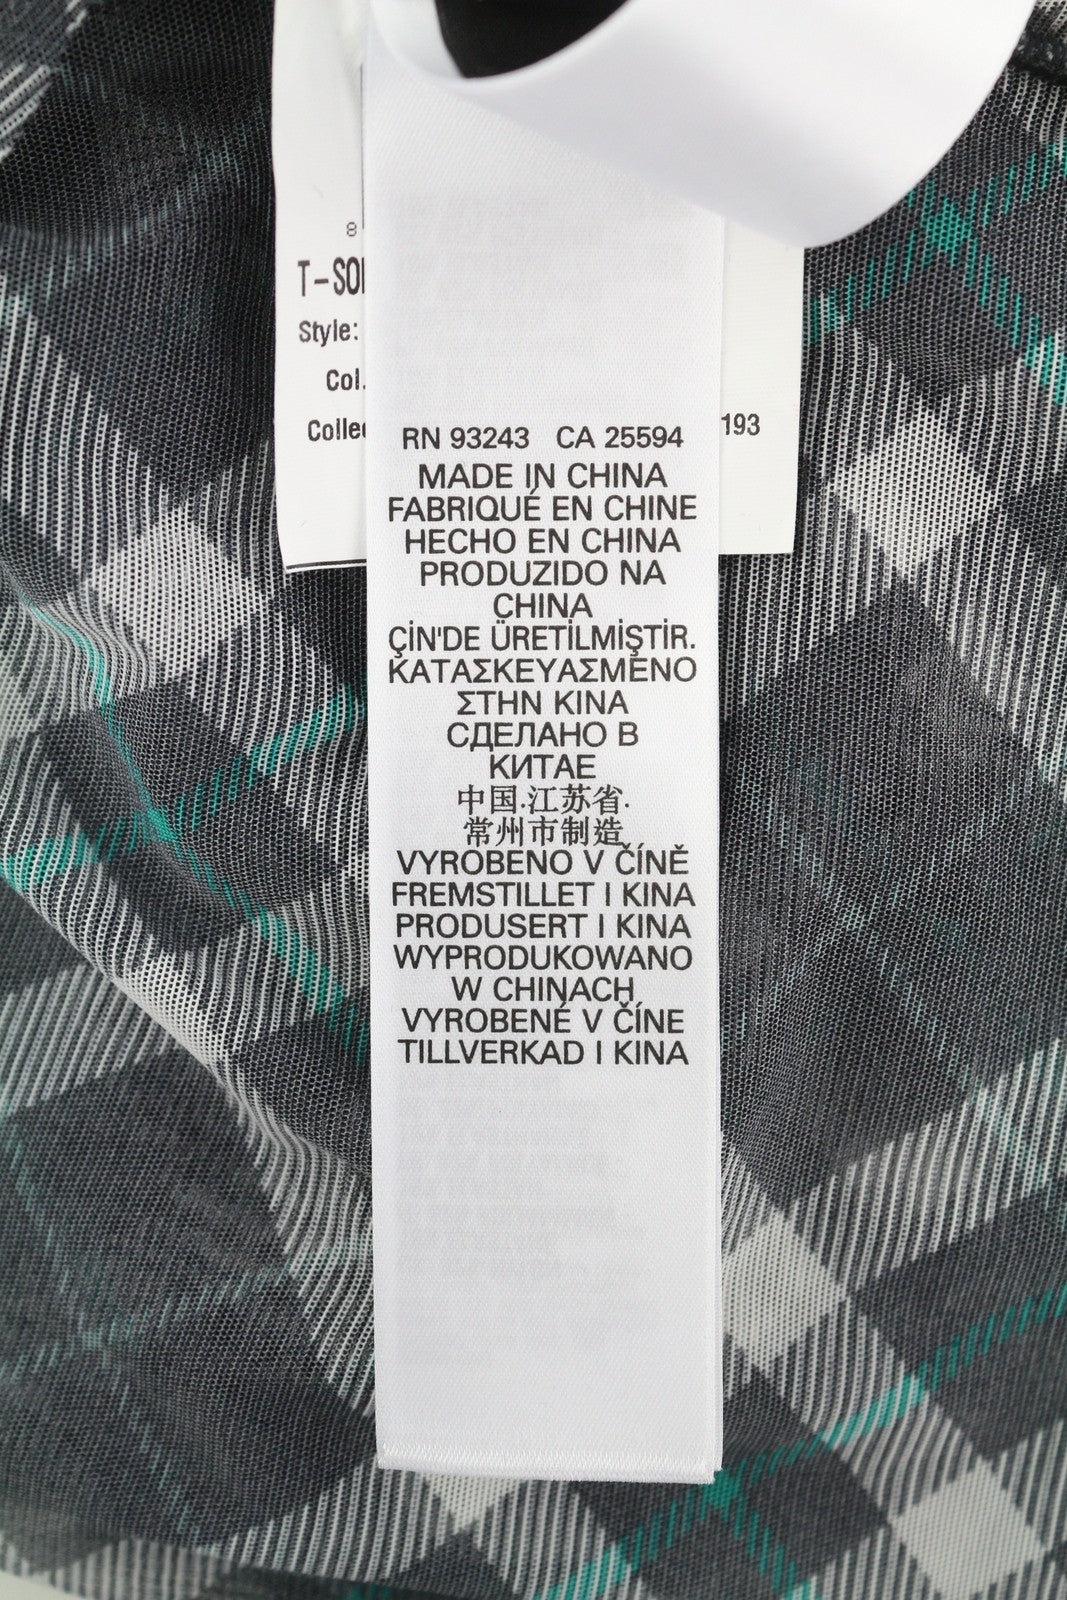 8
T-SO
Style:
Col.
Colle
193
RN 93243 CA 25594
MADE IN CHINA
FABRIQUÉ EN CHINE
HECHO EN CHINA
PRODUZIDO NA
CHINA
ÇİN'DE ÜRETİLMİŞTİR.
ΚΑΤΑΣΚΕΥΑΣΜΕΝΟ
ΣΤΗΝ ΚΙΝΑ
СДЕЛАНО В
КИТАЕ
中国.江苏省.
常州市制造
VYROBENO V ČÍNĚ
FREMSTILLET I KINA
PRODUSERT I KINA
WYPRODUKOWANO
W CHINACH
VYROBENÉ V ČÍNE
TILLVERKAD I KINA